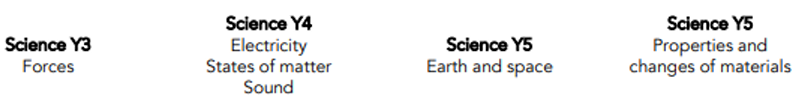 Science Y3
Forces
Science Y4
Electricity
States of matter
Sound
Science Y5
Earth and space
Science Y5
Properties and
changes of materials